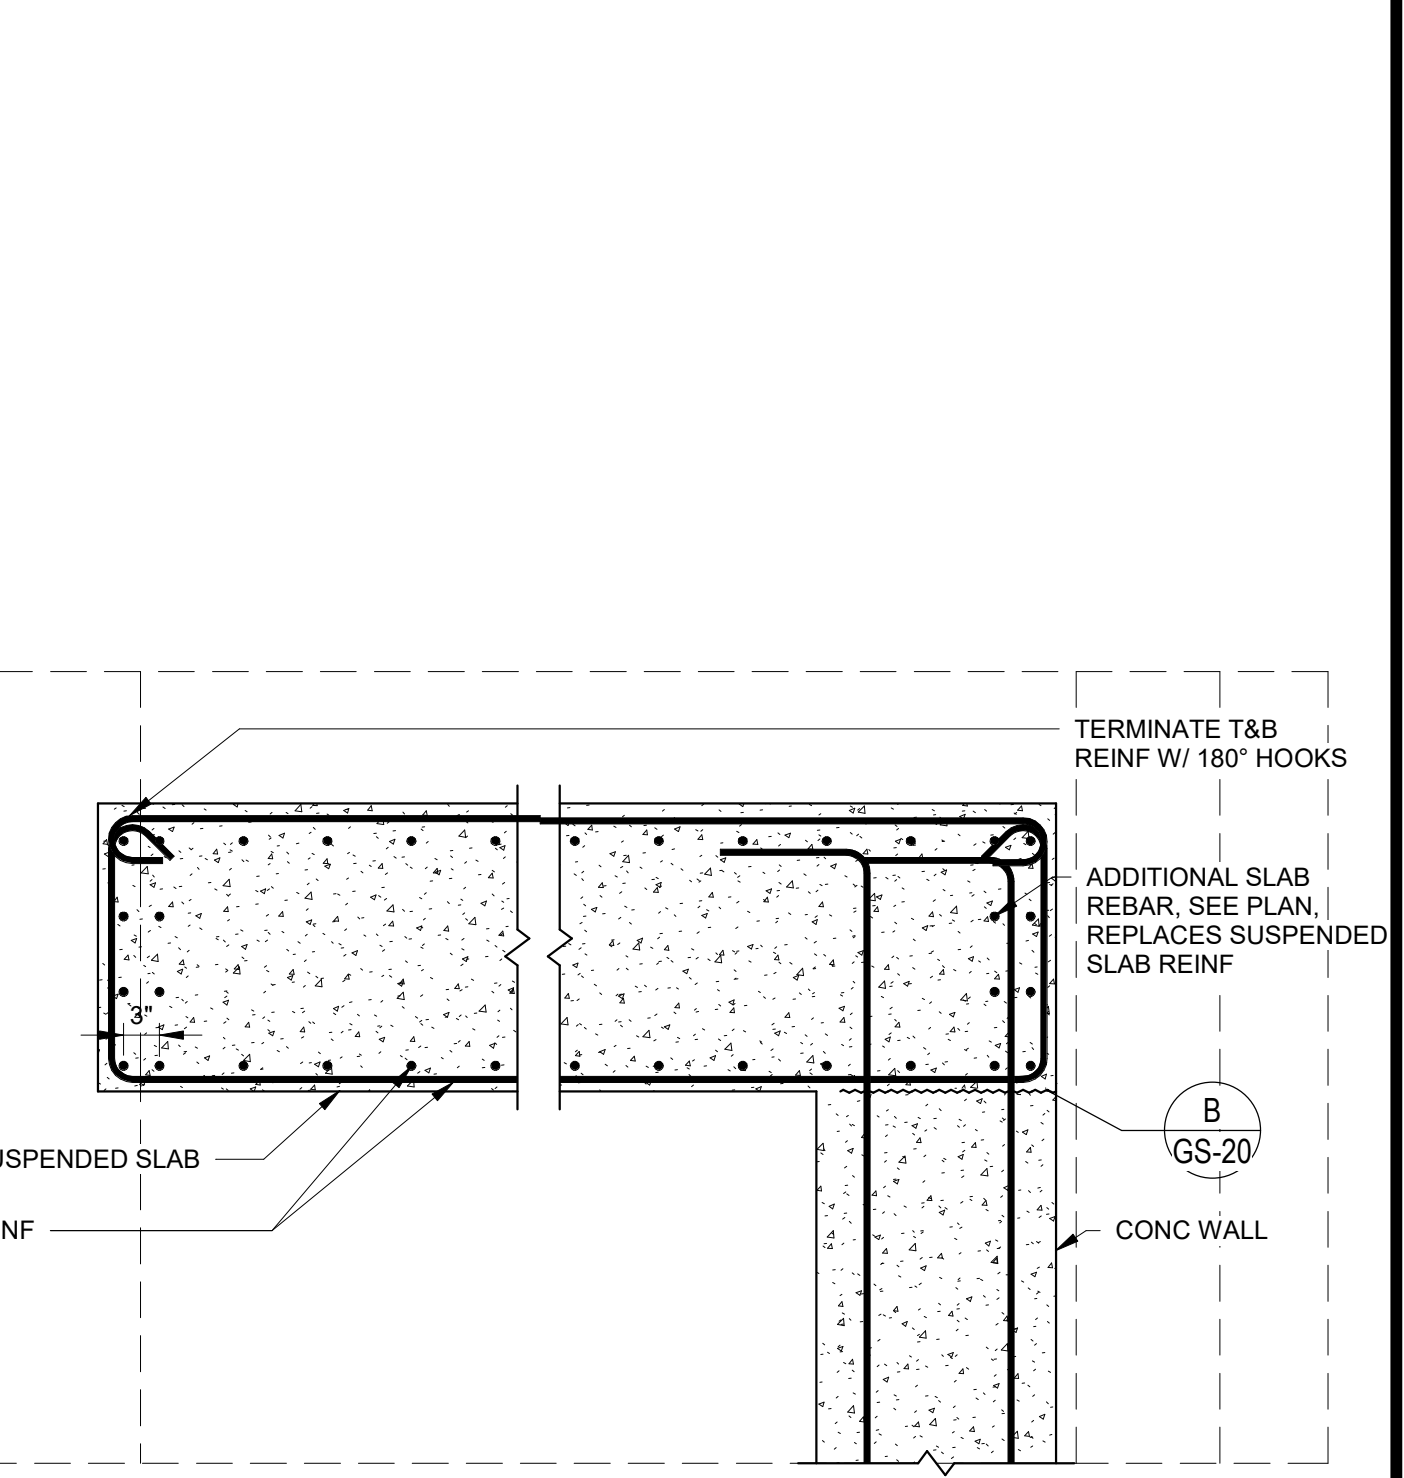 TERMINATE T&B
REINF W/ 180° HOOKS
ADDITIONAL SLAB
REBAR, SEE PLAN,
REPLACES SUSPENDED
SLAB REINF
3"
B
GS-20
USPENDED SLAB
NF
CONC WALL